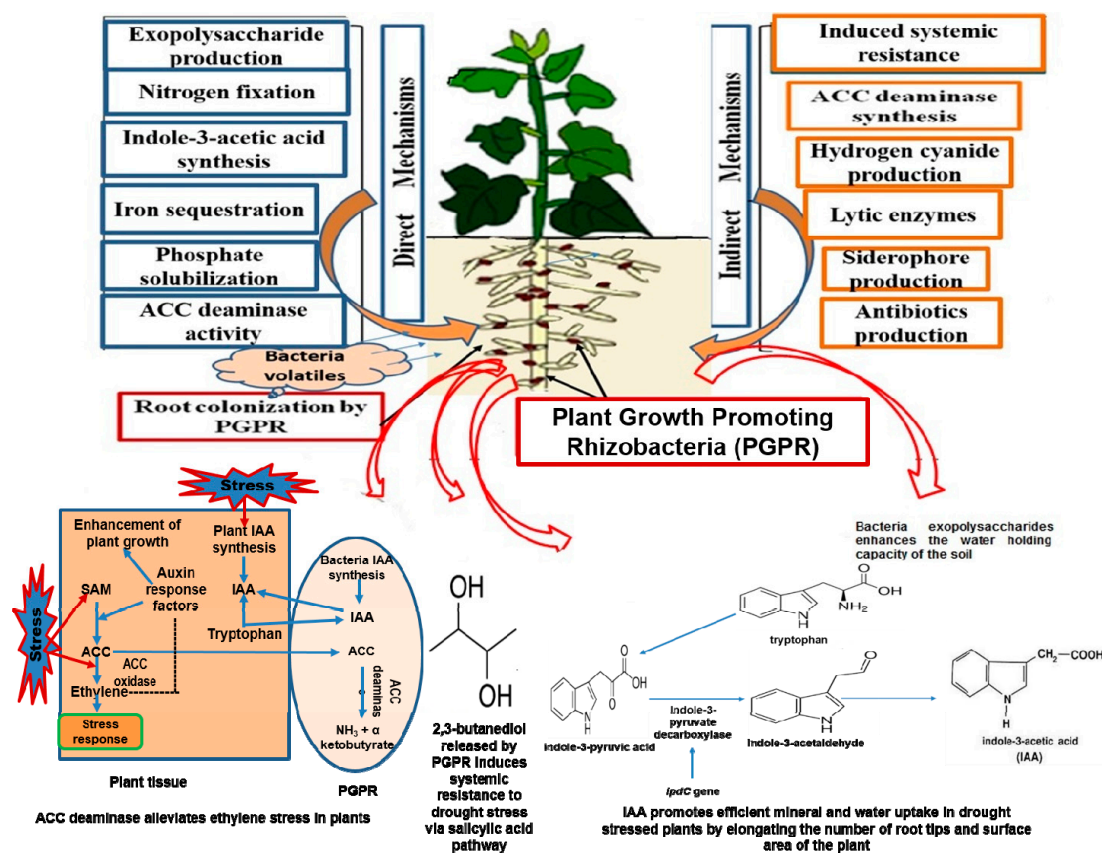 Exopolysaccharide
production
Nitrogen fixation
Indole-3-acetic acid
synthesis
Iron sequestration
Phosphate
solubilization
ACC deaminase
activity
Direct Mechanisms
Bacteria
volatiles
Root colonization by
PGPR
Indirect Mechanisms
Induced systemic
resistance
ACC deaminase
synthesis
Hydrogen cyanide
production
Lytic enzymes
Siderophore
production
Antibiotics
production
Plant Growth Promoting
Rhizobacteria (PGPR)
Stress
Enhancement of
plant growth
Plant IAA
synthesis
SAM
Auxin
response
factors
IAA
Tryptophan
Stress
ACC
ACC
oxidase
Ethylene
Stress
response
Plant tissue
Bacteria IAA
synthesis
IAA
ACC
ACC
deaminas
e
NH3 + α
ketobutyrate
PGPR
ACC deaminase alleviates ethylene stress in plants
OH
OH
2,3-butanediol
released by
PGPR induces
systemic
resistance to
drought stress
via salicylic acid
pathway
Bacteria exopolysaccharides
enhances the water holding
capacity of the soil
O
OH
NH2
N
H
tryptophan
O
OH
O
N
H
indole-3-pyruvic acid
Indole-3-
pyruvate
decarboxylase
ipdC gene
O
N
H
Indole-3-acetaldehyde
CH2-COOH
N
H
indole-3-acetic acid
(IAA)
IAA promotes efficient mineral and water uptake in drought
stressed plants by elongating the number of root tips and surface
area of the plant